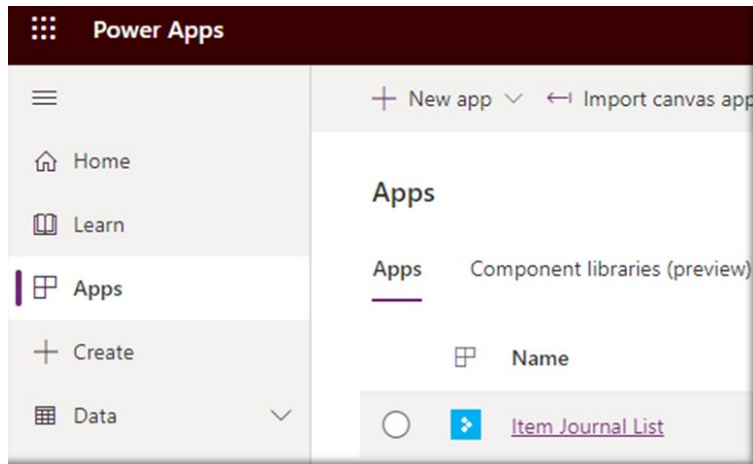 Power Apps
New app
Import canvas app
Home
Learn
Apps
Create
Data
Apps
Apps
Component libraries (preview)
Name
Item Journal List